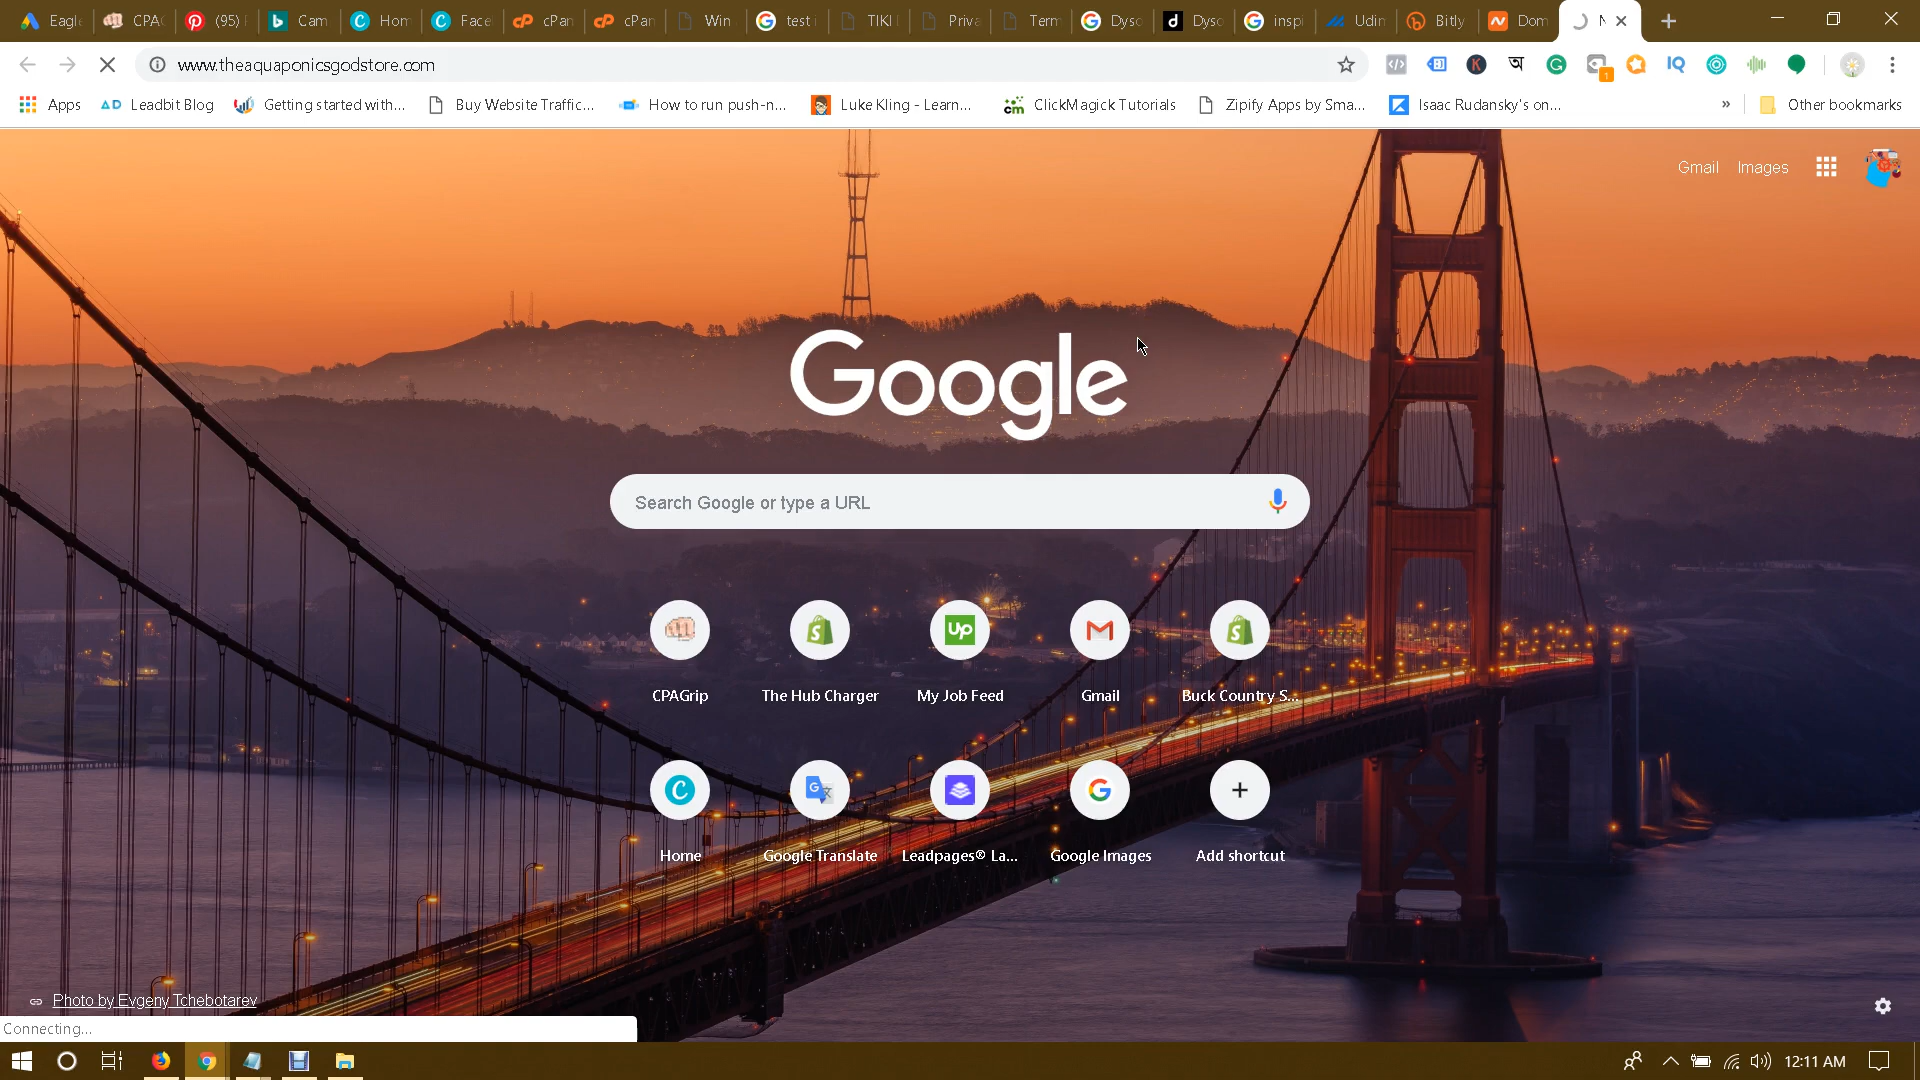 Eagle CPAG (95) Cam Hom Face cPan cPan Win test i TIKI Priva Term Dyso Dyso inspi Udin Bitly Dom
www.theaquaponicsgodstore.com
Apps Leadbit Blog Getting started with... Buy Website Traffic... How to run push-n... Luke Kling - Learn... ClickMagick Tutorials Zipify Apps by Sma... Isaac Rudansky's on... » Other bookmarks
Gmail Images
Google
Search Google or type a URL
CPAGrip The Hub Charger My Job Feed Gmail Buck Country S...
Home Google Translate Leadpages® La... Google Images Add shortcut
Photo by Evgeny Tchebotarev
Connecting...
12:11 AM